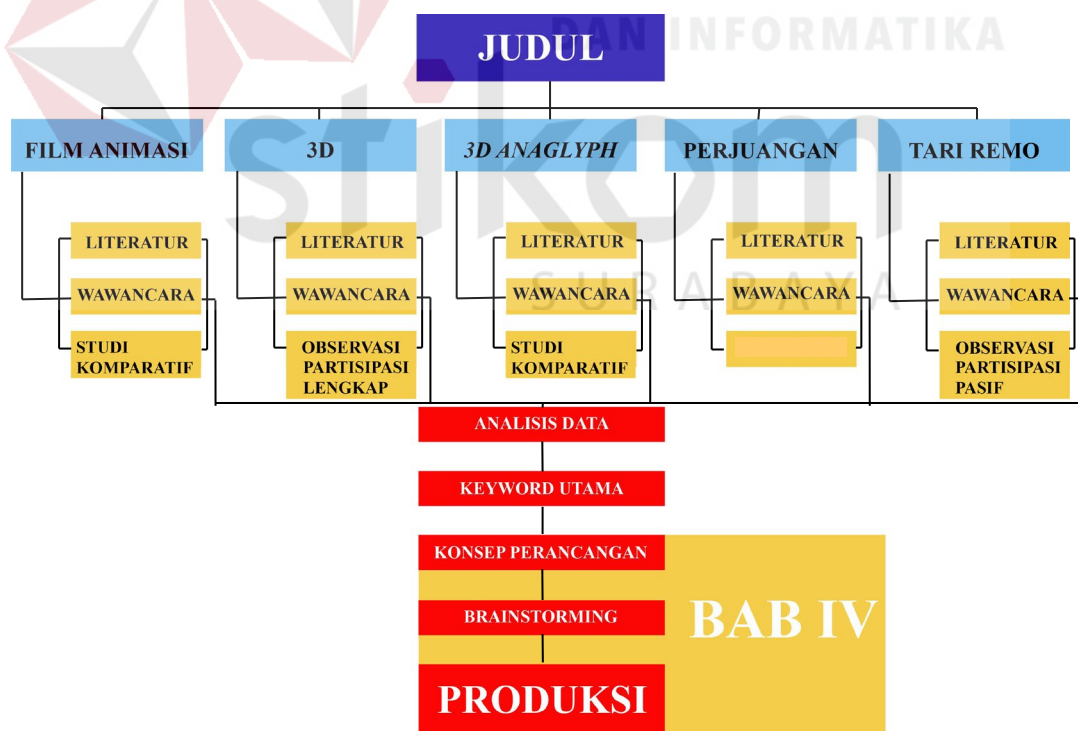 DAN INFORMATIKA
JUDUL
stikom
SURABAYA
FILM ANIMASI
3D
3D ANAGLYPH
PERJUANGAN
TARI REMO
LITERATUR
WAWANCARA
STUDI
KOMPARATIF
LITERATUR
WAWANCARA
OBSERVASI
PARTISIPASI
LENGKAP
LITERATUR
WAWANCARA
STUDI
KOMPARATIF
LITERATUR
WAWANCARA
LITERATUR
WAWANCARA
OBSERVASI
PARTISIPASI
PASIF
ANALISIS DATA
KEYWORD UTAMA
KONSEP PERANCANGAN
BRAINSTORMING
PRODUKSI
BAB IV